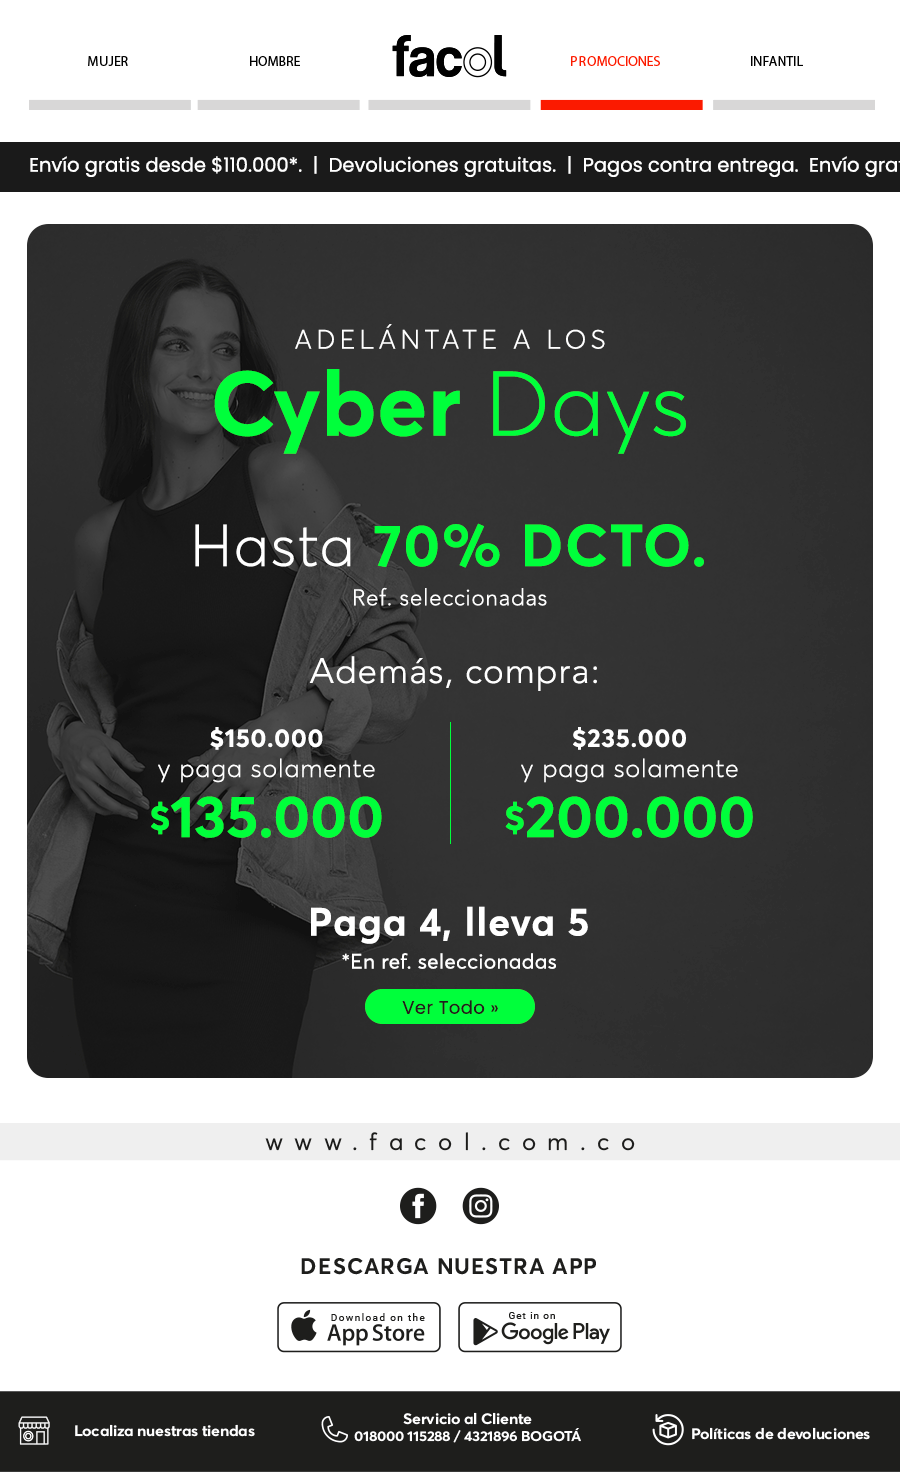 MUJER
HOMBRE
facol
PROMOCIONES
INFANTIL
Envío gratis desde $110.000*. | Devoluciones gratuitas. | Pagos contra entrega. Envío gra
ADELÁNTATE A LOS
Cyber Days
Hasta 70% DCTO.
Ref. seleccionadas
Además, compra:
$150.000
y paga solamente
$135.000
$235.000
y paga solamente
$200.000
Paga 4, lleva 5
*En ref. seleccionadas
Ver Todo »
www.facol.com.co
DESCARGA NUESTRA APP
Download on the
App Store
Get in on
Google Play
Localiza nuestras tiendas
Servicio al Cliente
018000 115288 / 4321896 BOGOTÁ
Políticas de devoluciones